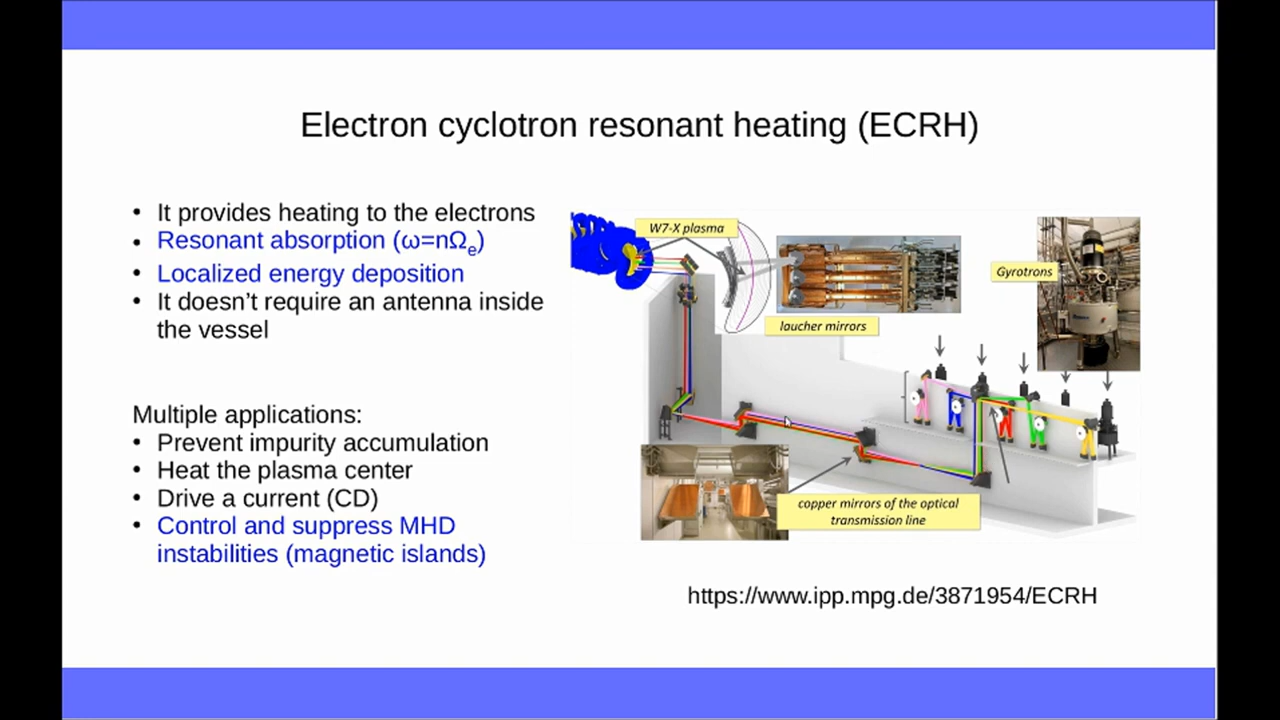 Electron cyclotron resonant heating (ECRH)
• It provides heating to the electrons
• Resonant absorption (ω=nΩe)
• Localized energy deposition
• It doesn’t require an antenna inside
the vessel
Multiple applications:
• Prevent impurity accumulation
• Heat the plasma center
• Drive a current (CD)
• Control and suppress MHD
instabilities (magnetic islands)
W7-X plasma
laucher mirrors
Gyrotrons
copper mirrors of the optical
transmission line
https://www.ipp.mpg.de/3871954/ECRH